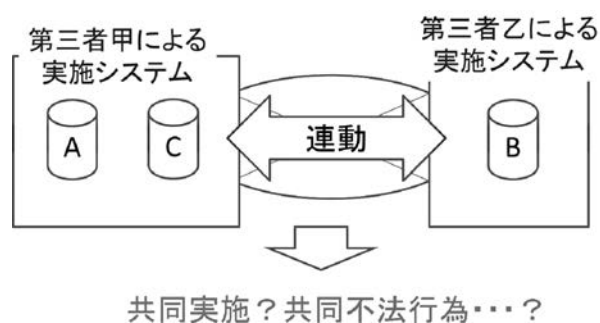 第三者甲による
実施システム
第三者乙による
実施システム
A
C
連動
B
共同実施？共同不法行為･･･？